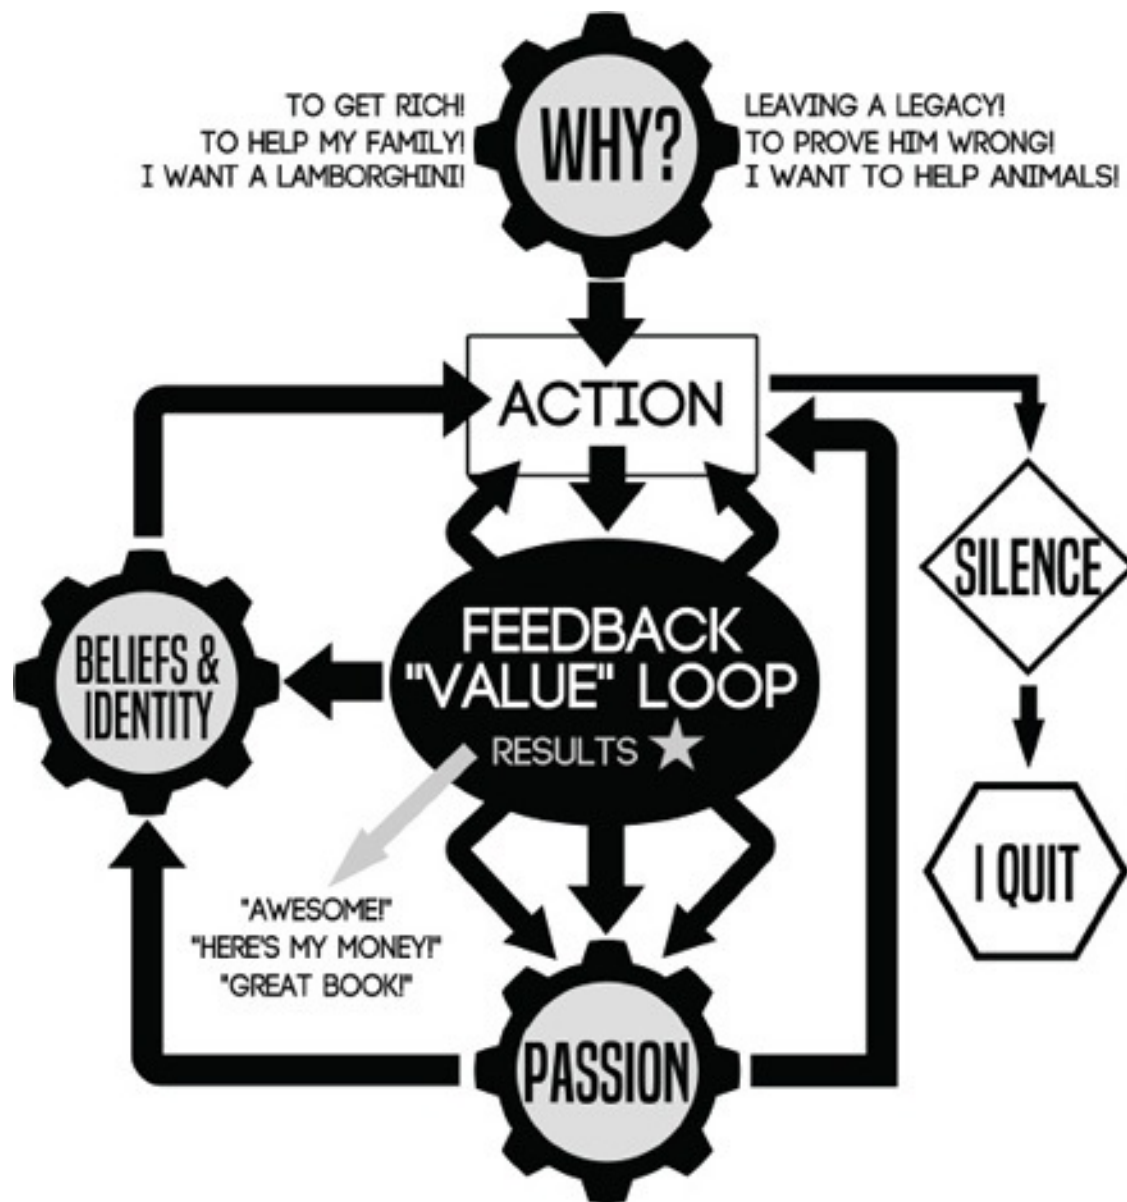 TO GET RICH!
TO HELP MY FAMILY!
I WANT A LAMBORGHINI!
WHY?
LEAVING A LEGACY!
TO PROVE HIM WRONG!
I WANT TO HELP ANIMALS!
ACTION
SILENCE
I QUIT
FEEDBACK
"VALUE" LOOP
RESULTS
BELIEFS &
IDENTITY
"AWESOME!"
"HERE'S MY MONEY!"
"GREAT BOOK!"
PASSION